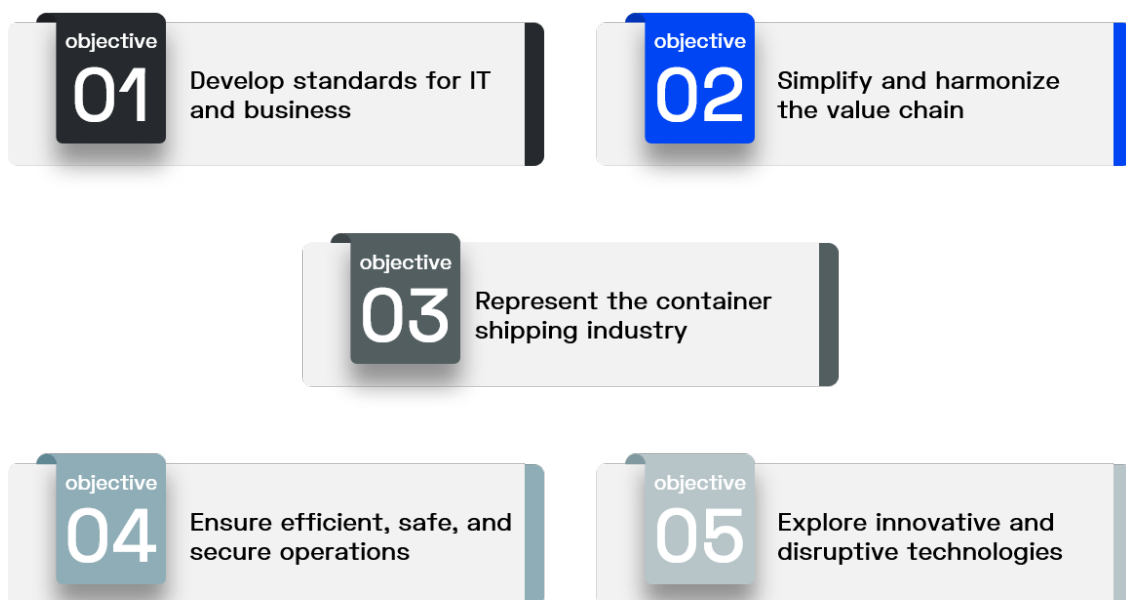 objective
01
Develop standards for IT
and business
objective
02
Simplify and harmonize
the value chain
objective
03
Represent the container
shipping industry
objective
04
Ensure efficient, safe, and
secure operations
objective
05
Explore innovative and
disruptive technologies